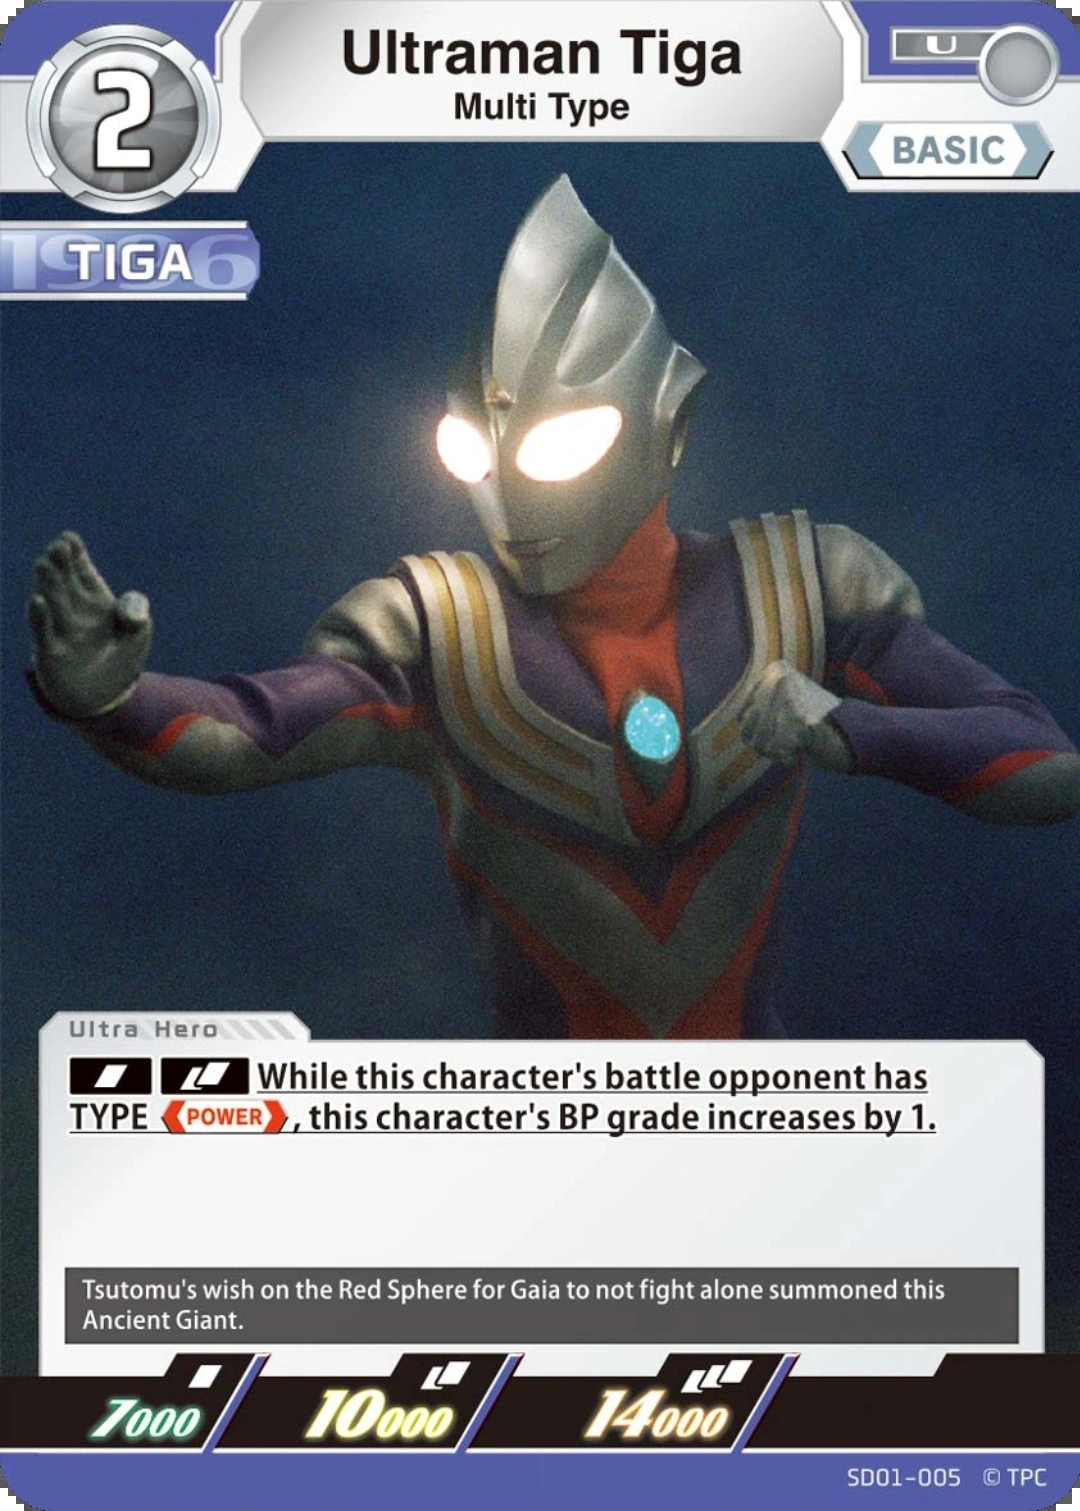 Ultraman Tiga
Multi Type
2
U
BASIC
1996
TIGA
Ultra Hero
While this character's battle opponent has
TYPE POWER, this character's BP grade increases by 1.
Tsutomu's wish on the Red Sphere for Gaia to not fight alone summoned this
Ancient Giant.
7000 10000 14000
SD01-005 © TPC